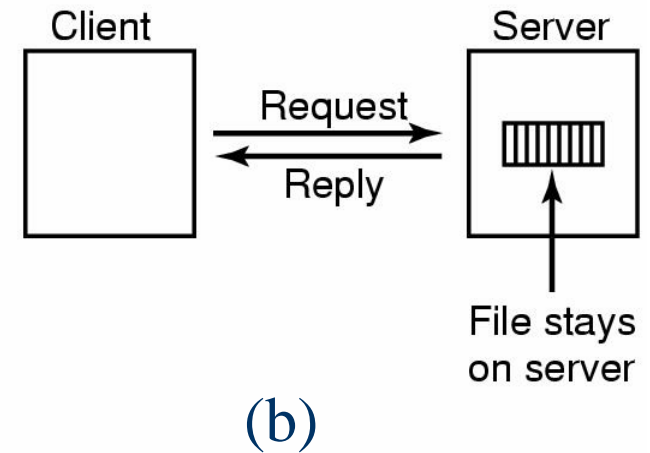 Client
Server
Request
Reply
File stays
on server
(b)